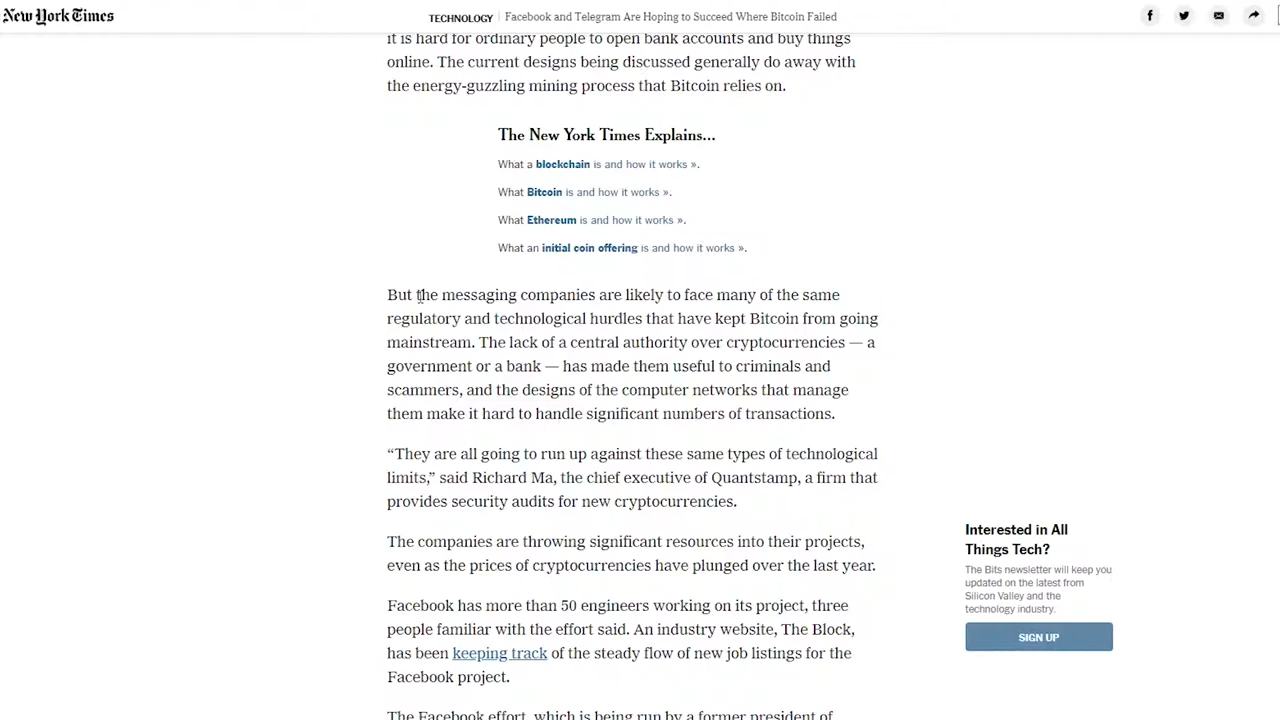 The New York Times
TECHNOLOGY | Facebook and Telegram Are Hoping to Succeed Where Bitcoin Failed
it is hard for ordinary people to open bank accounts and buy things
online. The current designs being discussed generally do away with
the energy-guzzling mining process that Bitcoin relies on.
The New York Times Explains...
What a blockchain is and how it works ».
What Bitcoin is and how it works ».
What Ethereum is and how it works ».
What an initial coin offering is and how it works ».
But the messaging companies are likely to face many of the same
regulatory and technological hurdles that have kept Bitcoin from going
mainstream. The lack of a central authority over cryptocurrencies — a
government or a bank — has made them useful to criminals and
scammers, and the designs of the computer networks that manage
them make it hard to handle significant numbers of transactions.
“They are all going to run up against these same types of technological
limits,” said Richard Ma, the chief executive of Quantstamp, a firm that
provides security audits for new cryptocurrencies.
The companies are throwing significant resources into their projects,
even as the prices of cryptocurrencies have plunged over the last year.
Facebook has more than 50 engineers working on its project, three
people familiar with the effort said. An industry website, The Block,
has been keeping track of the steady flow of new job listings for the
Facebook project.
The Facebook effort, which is being run by a former president of
Interested in All
Things Tech?
The Bits newsletter will keep you
updated on the latest from
Silicon Valley and the
technology industry.
SIGN UP